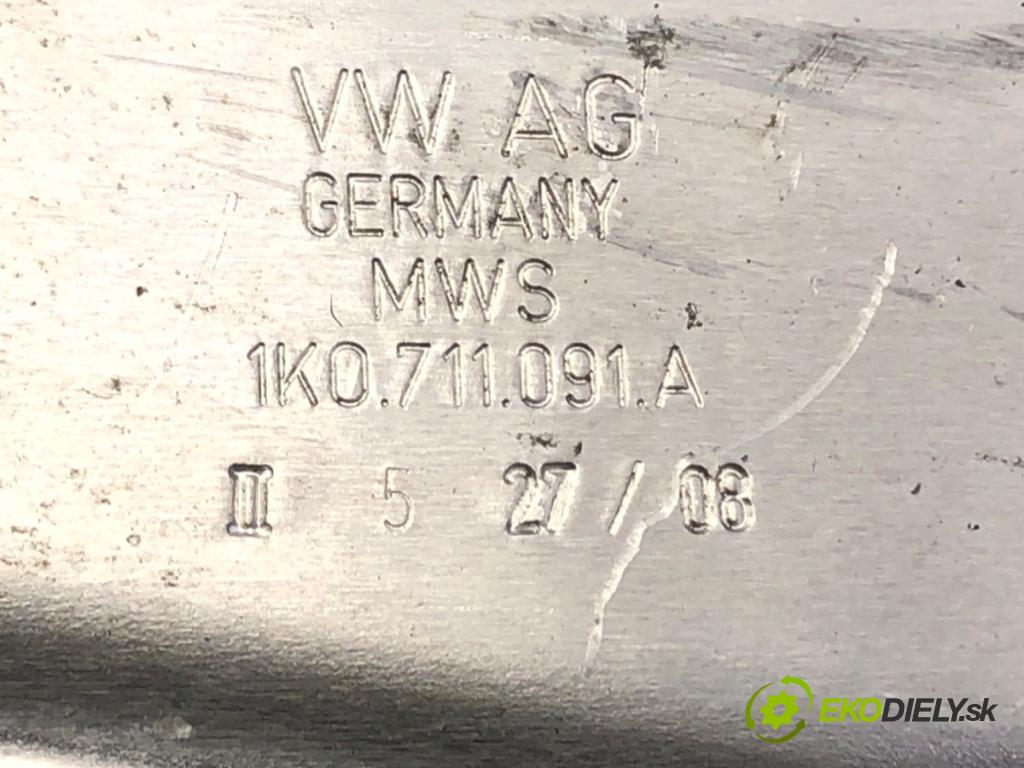 VW AG
GERMANY
MWS
1K0.711.091.A
II 5 27/08
EKODIELY.sk